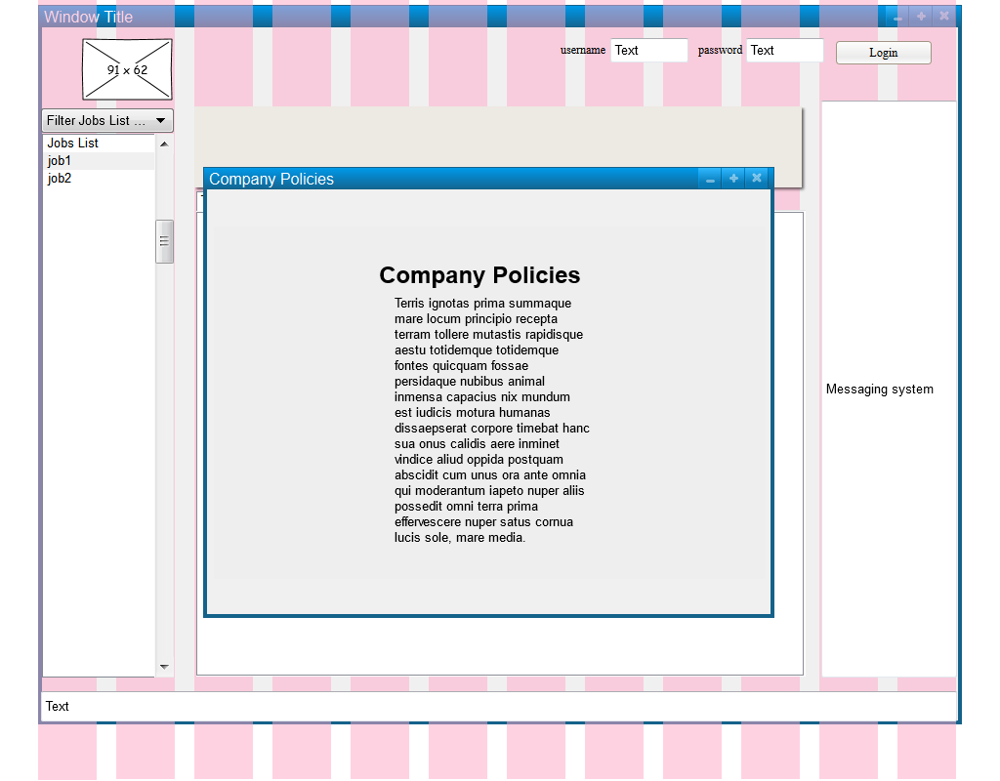 Window Title
91 x 62
username Text password Text Login
Filter Jobs List ...
Jobs List
job1
job2
Company Policies
Company Policies
Terris ignotas prima summaque
mare locum principio recepta
terram tollere mutastis rapidisque
aestu totidemque totidemque
fontes quicquam fossae
persidaque nubibus animal
inmensa capacius nix mundum
est iudicis motura humanas
dissaepserat corpore timebat hanc
sua onus calidis aere inminet
vindice aliud oppida postquam
abscidit cum unus ora ante omnia
qui moderantum iapeto nuper aliis
possedit omni terra prima
effervescere nuper satus cornua
lucis sole, mare media.
Messaging system
Text